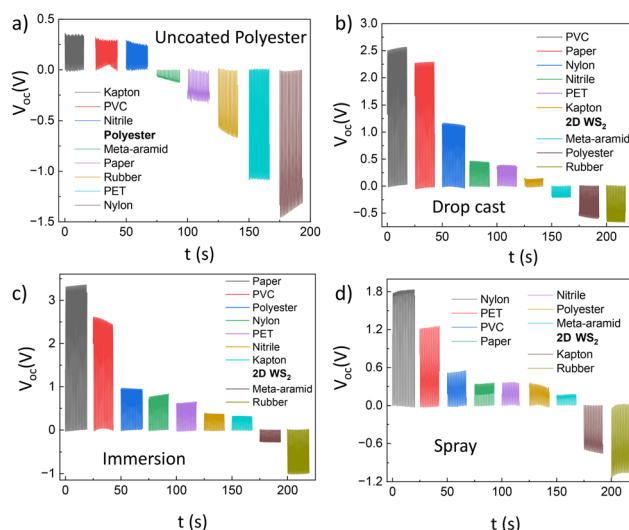 a)
Uncoated Polyester
V_oc(V)
0.5
0.0
−0.5
−1.0
−1.5
Kapton
PVC
Nitrile
Polyester
Meta-aramid
Paper
Rubber
PET
Nylon
0 50 100 150 200
t (s)
b)
V_oc(V)
3.0
2.5
2.0
1.5
1.0
0.5
0.0
−0.5
PVC
Paper
Nylon
Nitrile
PET
Kapton
2D WS₂
Meta-aramid
Polyester
Rubber
Drop cast
0 50 100 150 200
t (s)
c)
V_oc(V)
3
2
1
0
−1
Paper
PVC
Polyester
Nylon
PET
Nitrile
Kapton
2D WS₂
Meta-aramid
Rubber
Immersion
0 50 100 150 200
t (s)
d)
V_oc(V)
1.8
1.2
0.6
0.0
−0.6
−1.2
Nylon
PET
PVC
Paper
Nitrile
Polyester
Meta-aramid
2D WS₂
Kapton
Rubber
Spray
0 50 100 150 200
t (s)